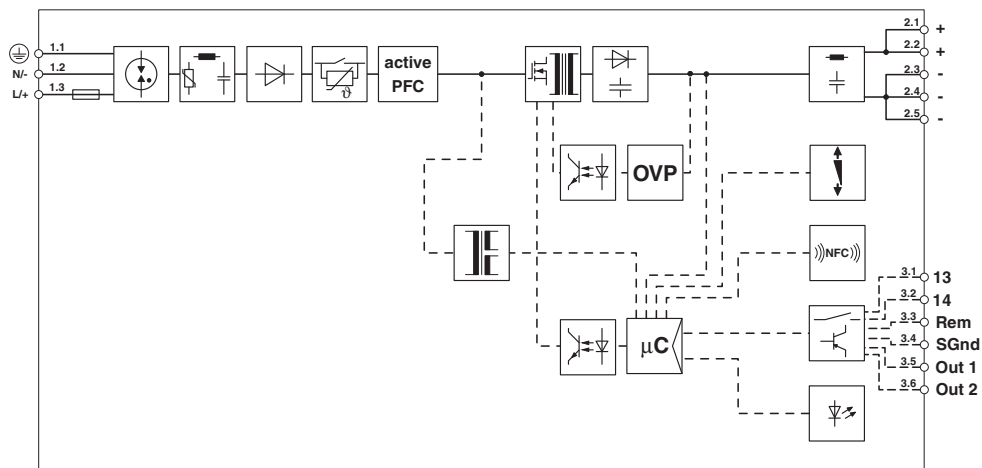 1.1
N/- 1.2
L/+ 1.3
ϑ
active
PFC
2.1 +
2.2 +
2.3 -
2.4 -
2.5 -
OVP
NFC
µC
3.1 13
3.2 14
3.3 Rem
3.4 SGnd
3.5 Out 1
3.6 Out 2